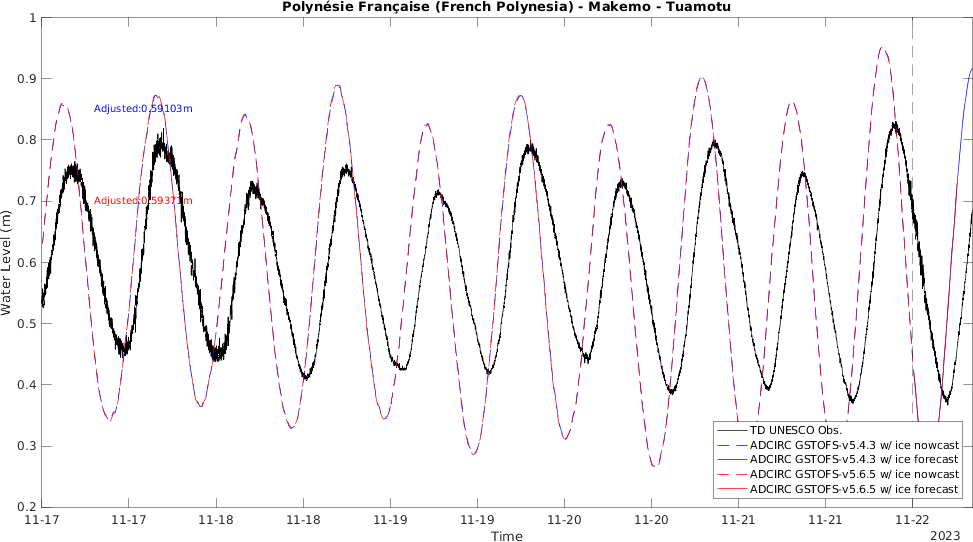 Polynésie Française (French Polynesia) - Makemo - Tuamotu
1
0.9
0.8
0.7
0.6
0.5
0.4
0.3
0.2
Water Level (m)
Adjusted:0.59103m
Adjusted:0.59371m
TD UNESCO Obs.
ADCIRC GSTOFS-v5.4.3 w/ ice nowcast
ADCIRC GSTOFS-v5.4.3 w/ ice forecast
ADCIRC GSTOFS-v5.6.5 w/ ice nowcast
ADCIRC GSTOFS-v5.6.5 w/ ice forecast
11-17 11-17 11-18 11-18 11-19 11-19 11-20 11-20 11-21 11-21 11-22
2023
Time